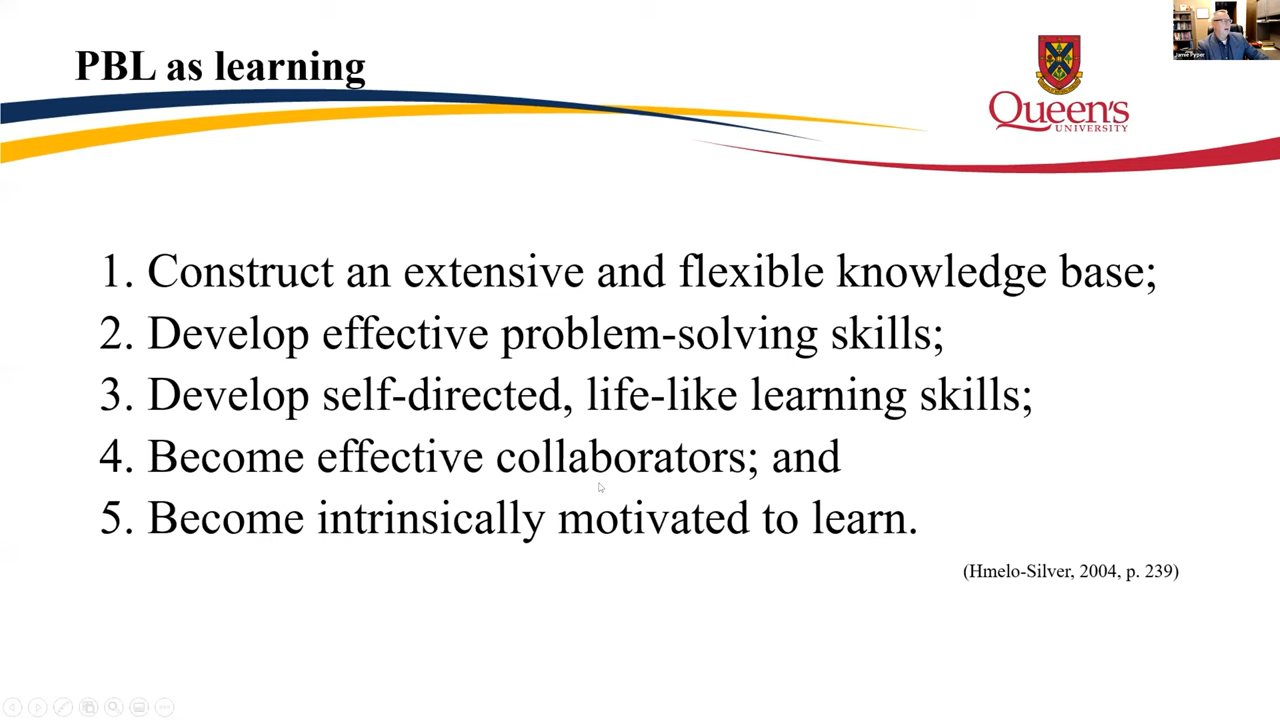 PBL as learning
Queen's
UNIVERSITY
Jamie Pyper
1. Construct an extensive and flexible knowledge base;
2. Develop effective problem-solving skills;
3. Develop self-directed, life-like learning skills;
4. Become effective collaborators; and
5. Become intrinsically motivated to learn.
(Hmelo-Silver, 2004, p. 239)